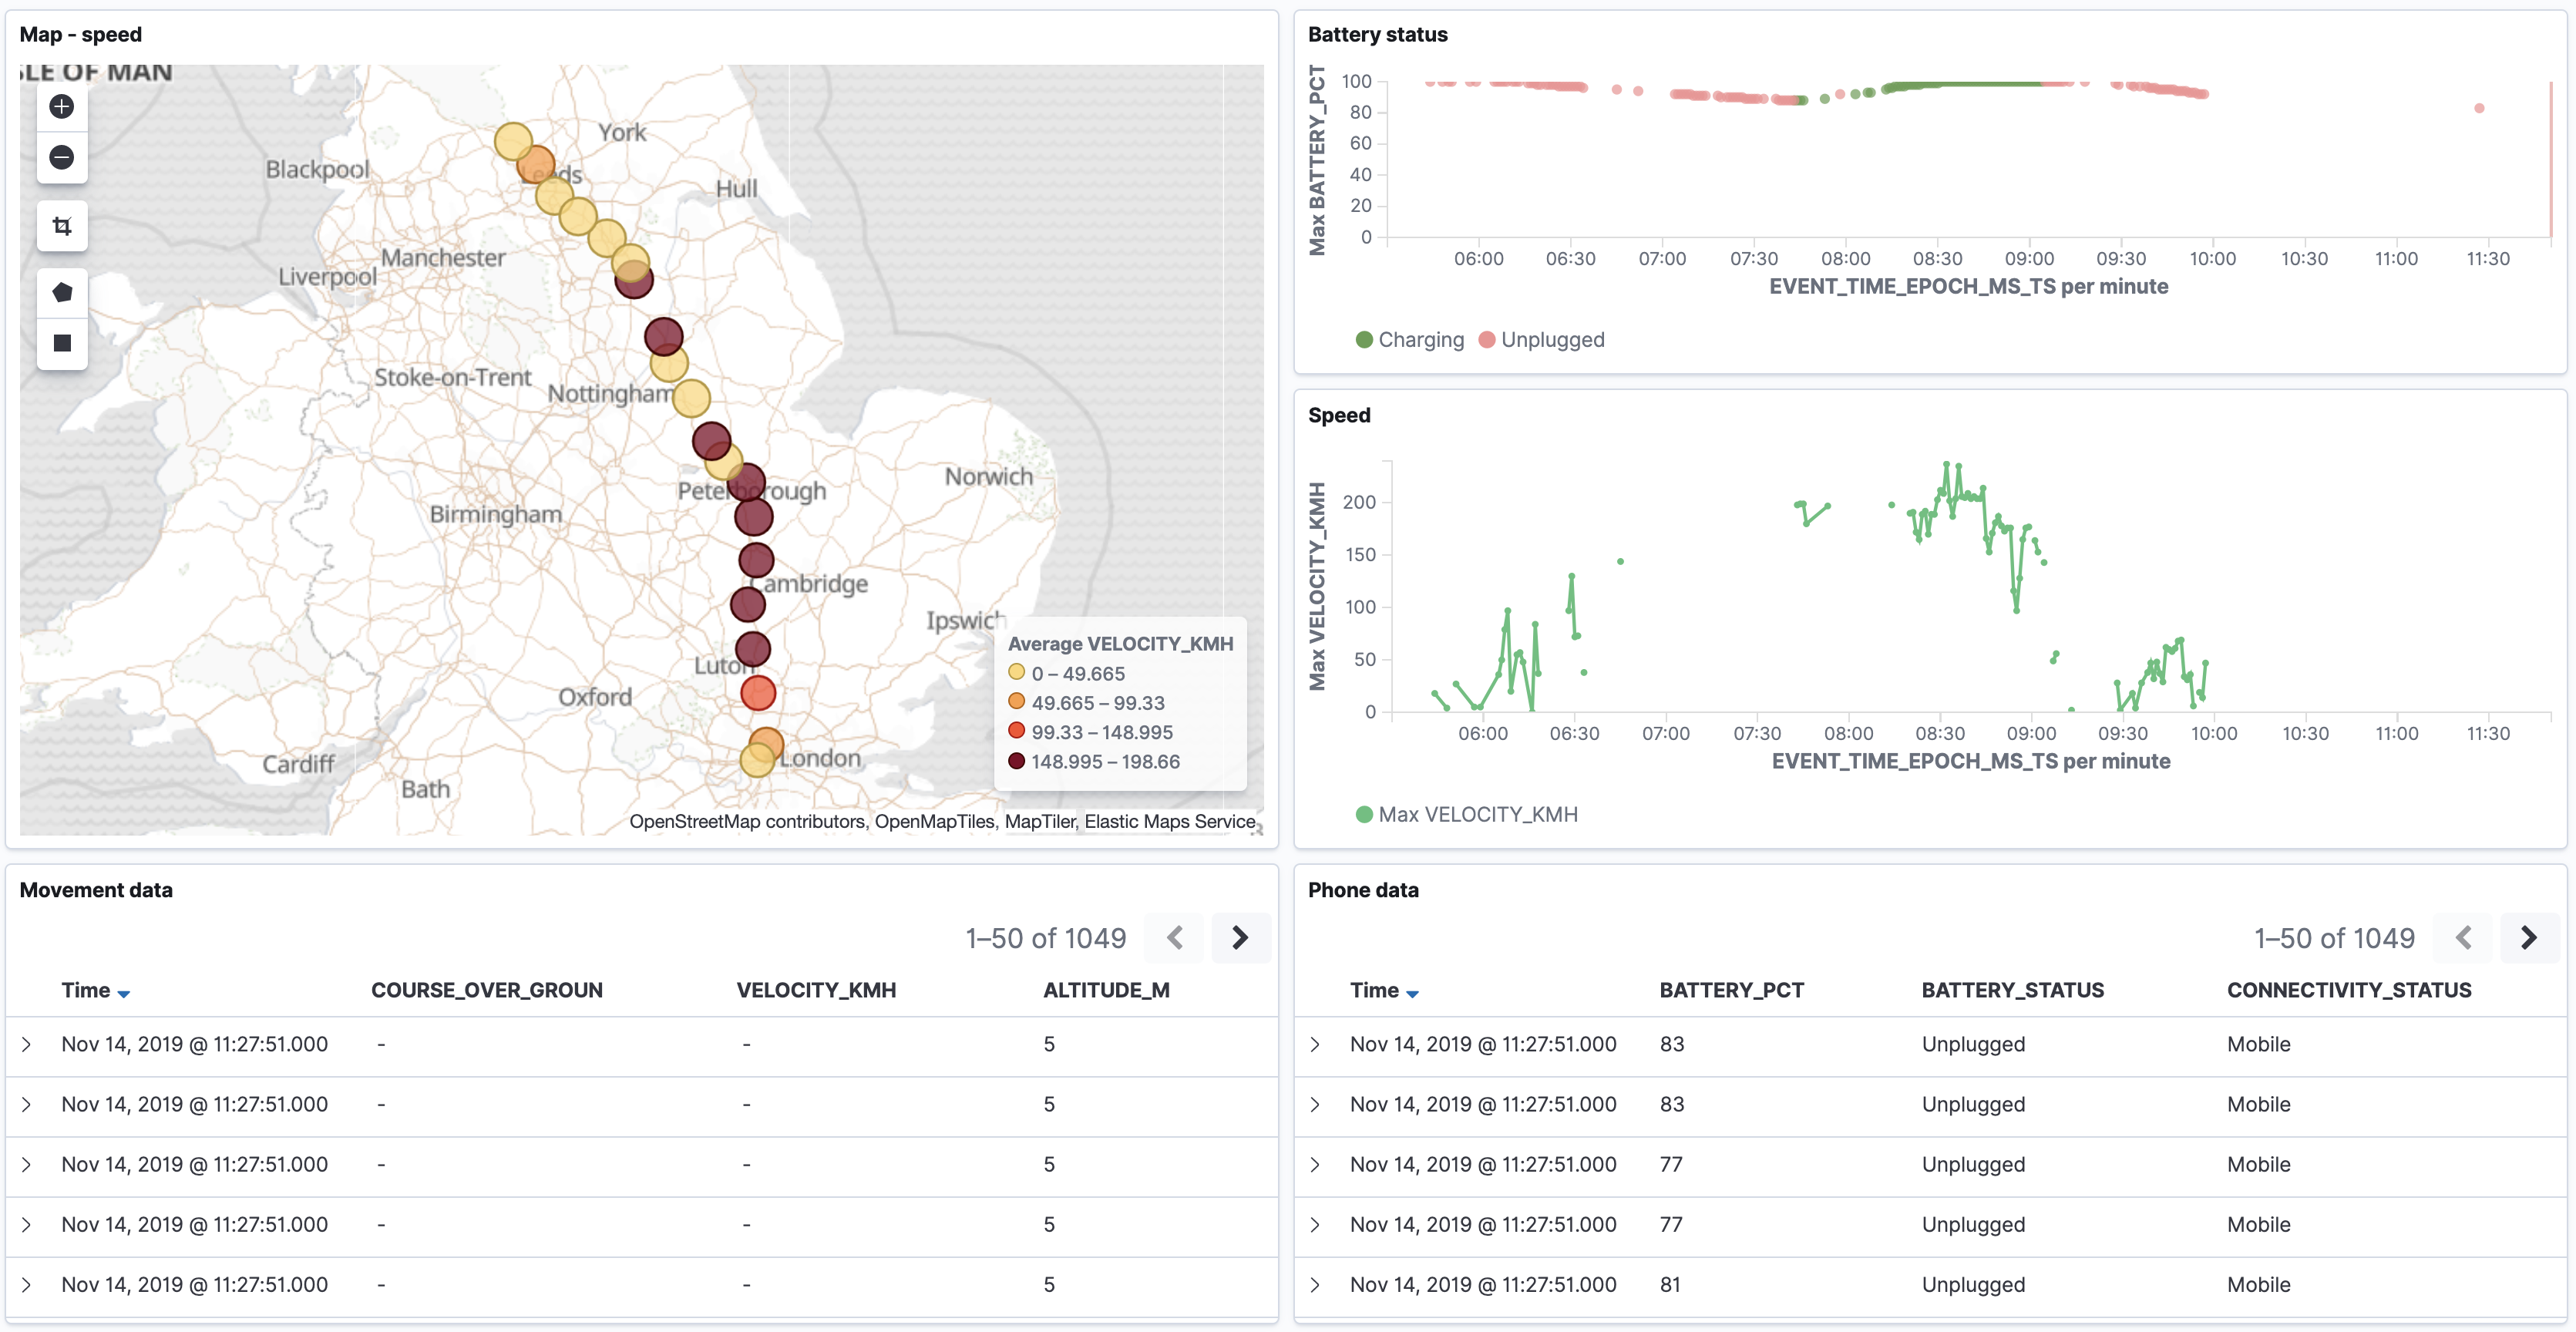 Map - speed
SLE OF MAN
York
Blackpool
Leeds
Hull
Manchester
Liverpool
Stoke-on-Trent
Nottingham
Norwich
Peterborough
Birmingham
Cambridge
Ipswich
Luton
Oxford
London
Cardiff
Bath
Average VELOCITY_KMH
0 – 49.665
49.665 – 99.33
99.33 – 148.995
148.995 – 198.66
OpenStreetMap contributors, OpenMapTiles, MapTiler, Elastic Maps Service
Battery status
Max BATTERY_PCT
100
80
60
40
20
0
06:00 06:30 07:00 07:30 08:00 08:30 09:00 09:30 10:00 10:30 11:00 11:30
EVENT_TIME_EPOCH_MS_TS per minute
Charging Unplugged
Speed
Max VELOCITY_KMH
200
150
100
50
0
06:00 06:30 07:00 07:30 08:00 08:30 09:00 09:30 10:00 10:30 11:00 11:30
EVENT_TIME_EPOCH_MS_TS per minute
Max VELOCITY_KMH
Movement data
1–50 of 1049
Time COURSE_OVER_GROUN VELOCITY_KMH ALTITUDE_M
Nov 14, 2019 @ 11:27:51.000 - - 5
Nov 14, 2019 @ 11:27:51.000 - - 5
Nov 14, 2019 @ 11:27:51.000 - - 5
Nov 14, 2019 @ 11:27:51.000 - - 5
Nov 14, 2019 @ 11:27:51.000 - - 5
Phone data
1–50 of 1049
Time BATTERY_PCT BATTERY_STATUS CONNECTIVITY_STATUS
Nov 14, 2019 @ 11:27:51.000 83 Unplugged Mobile
Nov 14, 2019 @ 11:27:51.000 83 Unplugged Mobile
Nov 14, 2019 @ 11:27:51.000 77 Unplugged Mobile
Nov 14, 2019 @ 11:27:51.000 77 Unplugged Mobile
Nov 14, 2019 @ 11:27:51.000 81 Unplugged Mobile